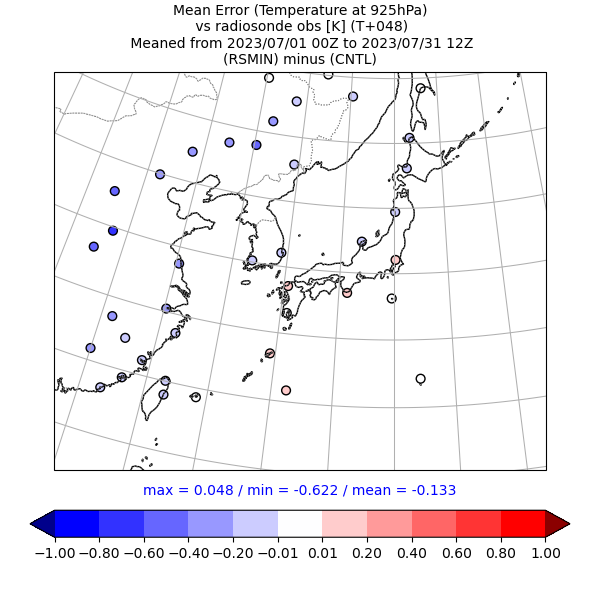 Mean Error (Temperature at 925hPa)
vs radiosonde obs [K] (T+048)
Meaned from 2023/07/01 00Z to 2023/07/31 12Z
(RSMIN) minus (CNTL)
max = 0.048 / min = -0.622 / mean = -0.133
−1.00 −0.80 −0.60 −0.40 −0.20 −0.01 0.01 0.20 0.40 0.60 0.80 1.00